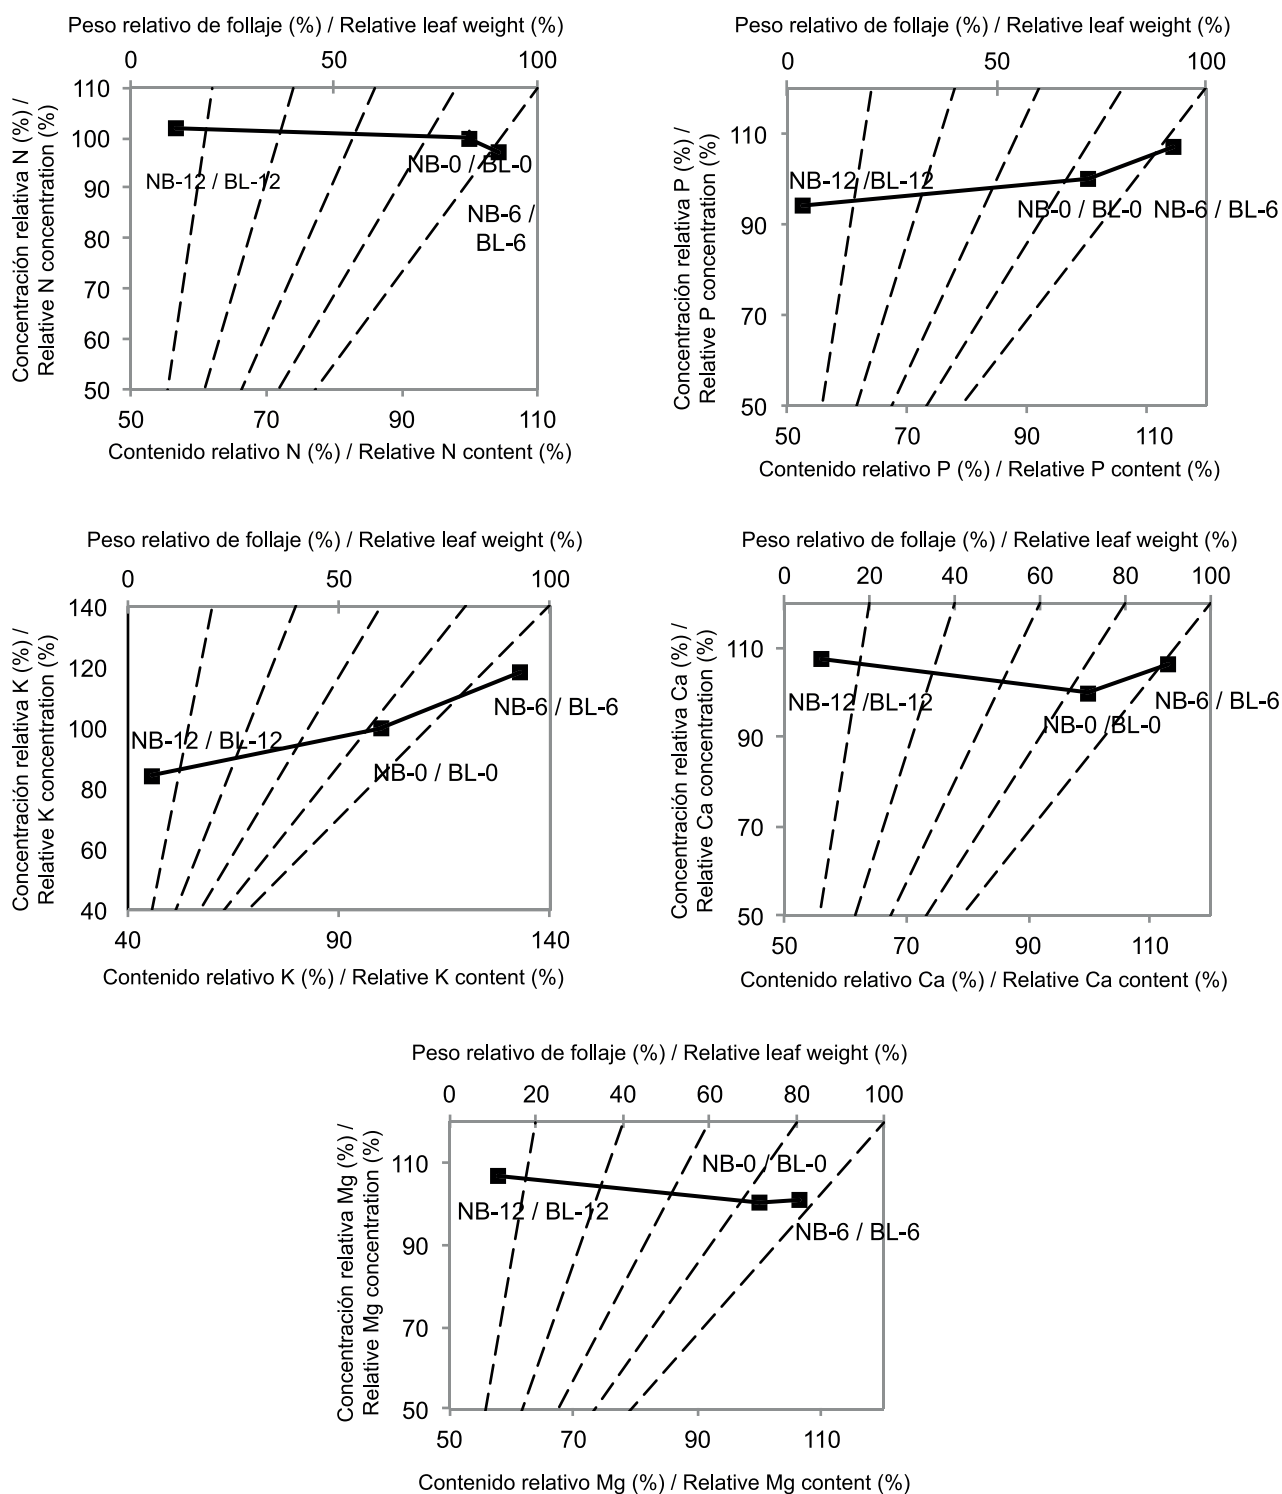 Peso relativo de follaje (%) / Relative leaf weight (%)
0 50 100
Concentración relativa N (%) /
Relative N concentration (%)
110
100
90
80
70
60
50
NB-12 / BL-12
NB-0 / BL-0
NB-6 /
BL-6
50 70 90 110
Contenido relativo N (%) / Relative N content (%)
Peso relativo de follaje (%) / Relative leaf weight (%)
0 50 100
Concentración relativa P (%) /
Relative P concentration (%)
110
90
70
50
NB-12 /BL-12
NB-0 / BL-0
NB-6 / BL-6
50 70 90 110
Contenido relativo P (%) / Relative P content (%)
Peso relativo de follaje (%) / Relative leaf weight (%)
0 50 100
Concentración relativa K (%) /
Relative K concentration (%)
140
120
100
80
60
40
NB-12 / BL-12
NB-0 / BL-0
NB-6 / BL-6
40 90 140
Contenido relativo K (%) / Relative K content (%)
Peso relativo de follaje (%) / Relative leaf weight (%)
0 20 40 60 80 100
Concentración relativa Ca (%) /
Relative Ca concentration (%)
110
90
70
50
NB-12 /BL-12
NB-0 /BL-0
NB-6 / BL-6
50 70 90 110
Contenido relativo Ca (%) / Relative Ca content (%)
Peso relativo de follaje (%) / Relative leaf weight (%)
0 20 40 60 80 100
Concentración relativa Mg (%) /
Relative Mg concentration (%)
110
90
70
50
NB-0 / BL-0
NB-12 / BL-12
NB-6 / BL-6
50 70 90 110
Contenido relativo Mg (%) / Relative Mg content (%)